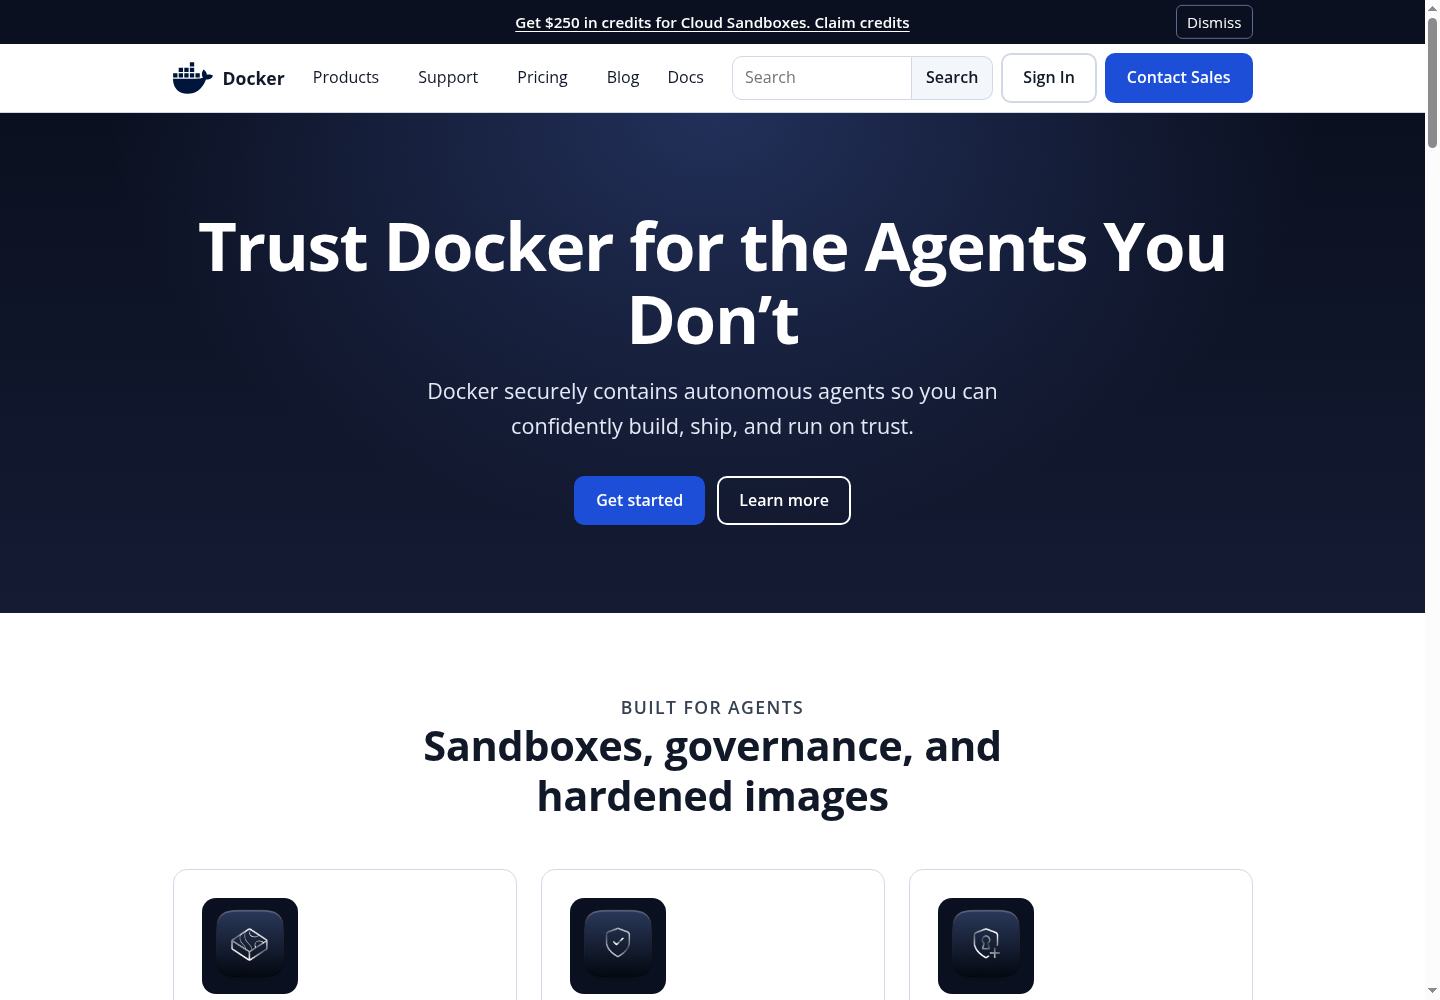 Get $250 in credits for Cloud Sandboxes. Claim credits
Dismiss
Docker
Products
Support
Pricing
Blog
Docs
Search
Search
Sign In
Contact Sales
Trust Docker for the Agents You
Don’t
Docker securely contains autonomous agents so you can
confidently build, ship, and run on trust.
Get started
Learn more
BUILT FOR AGENTS
Sandboxes, governance, and
hardened images